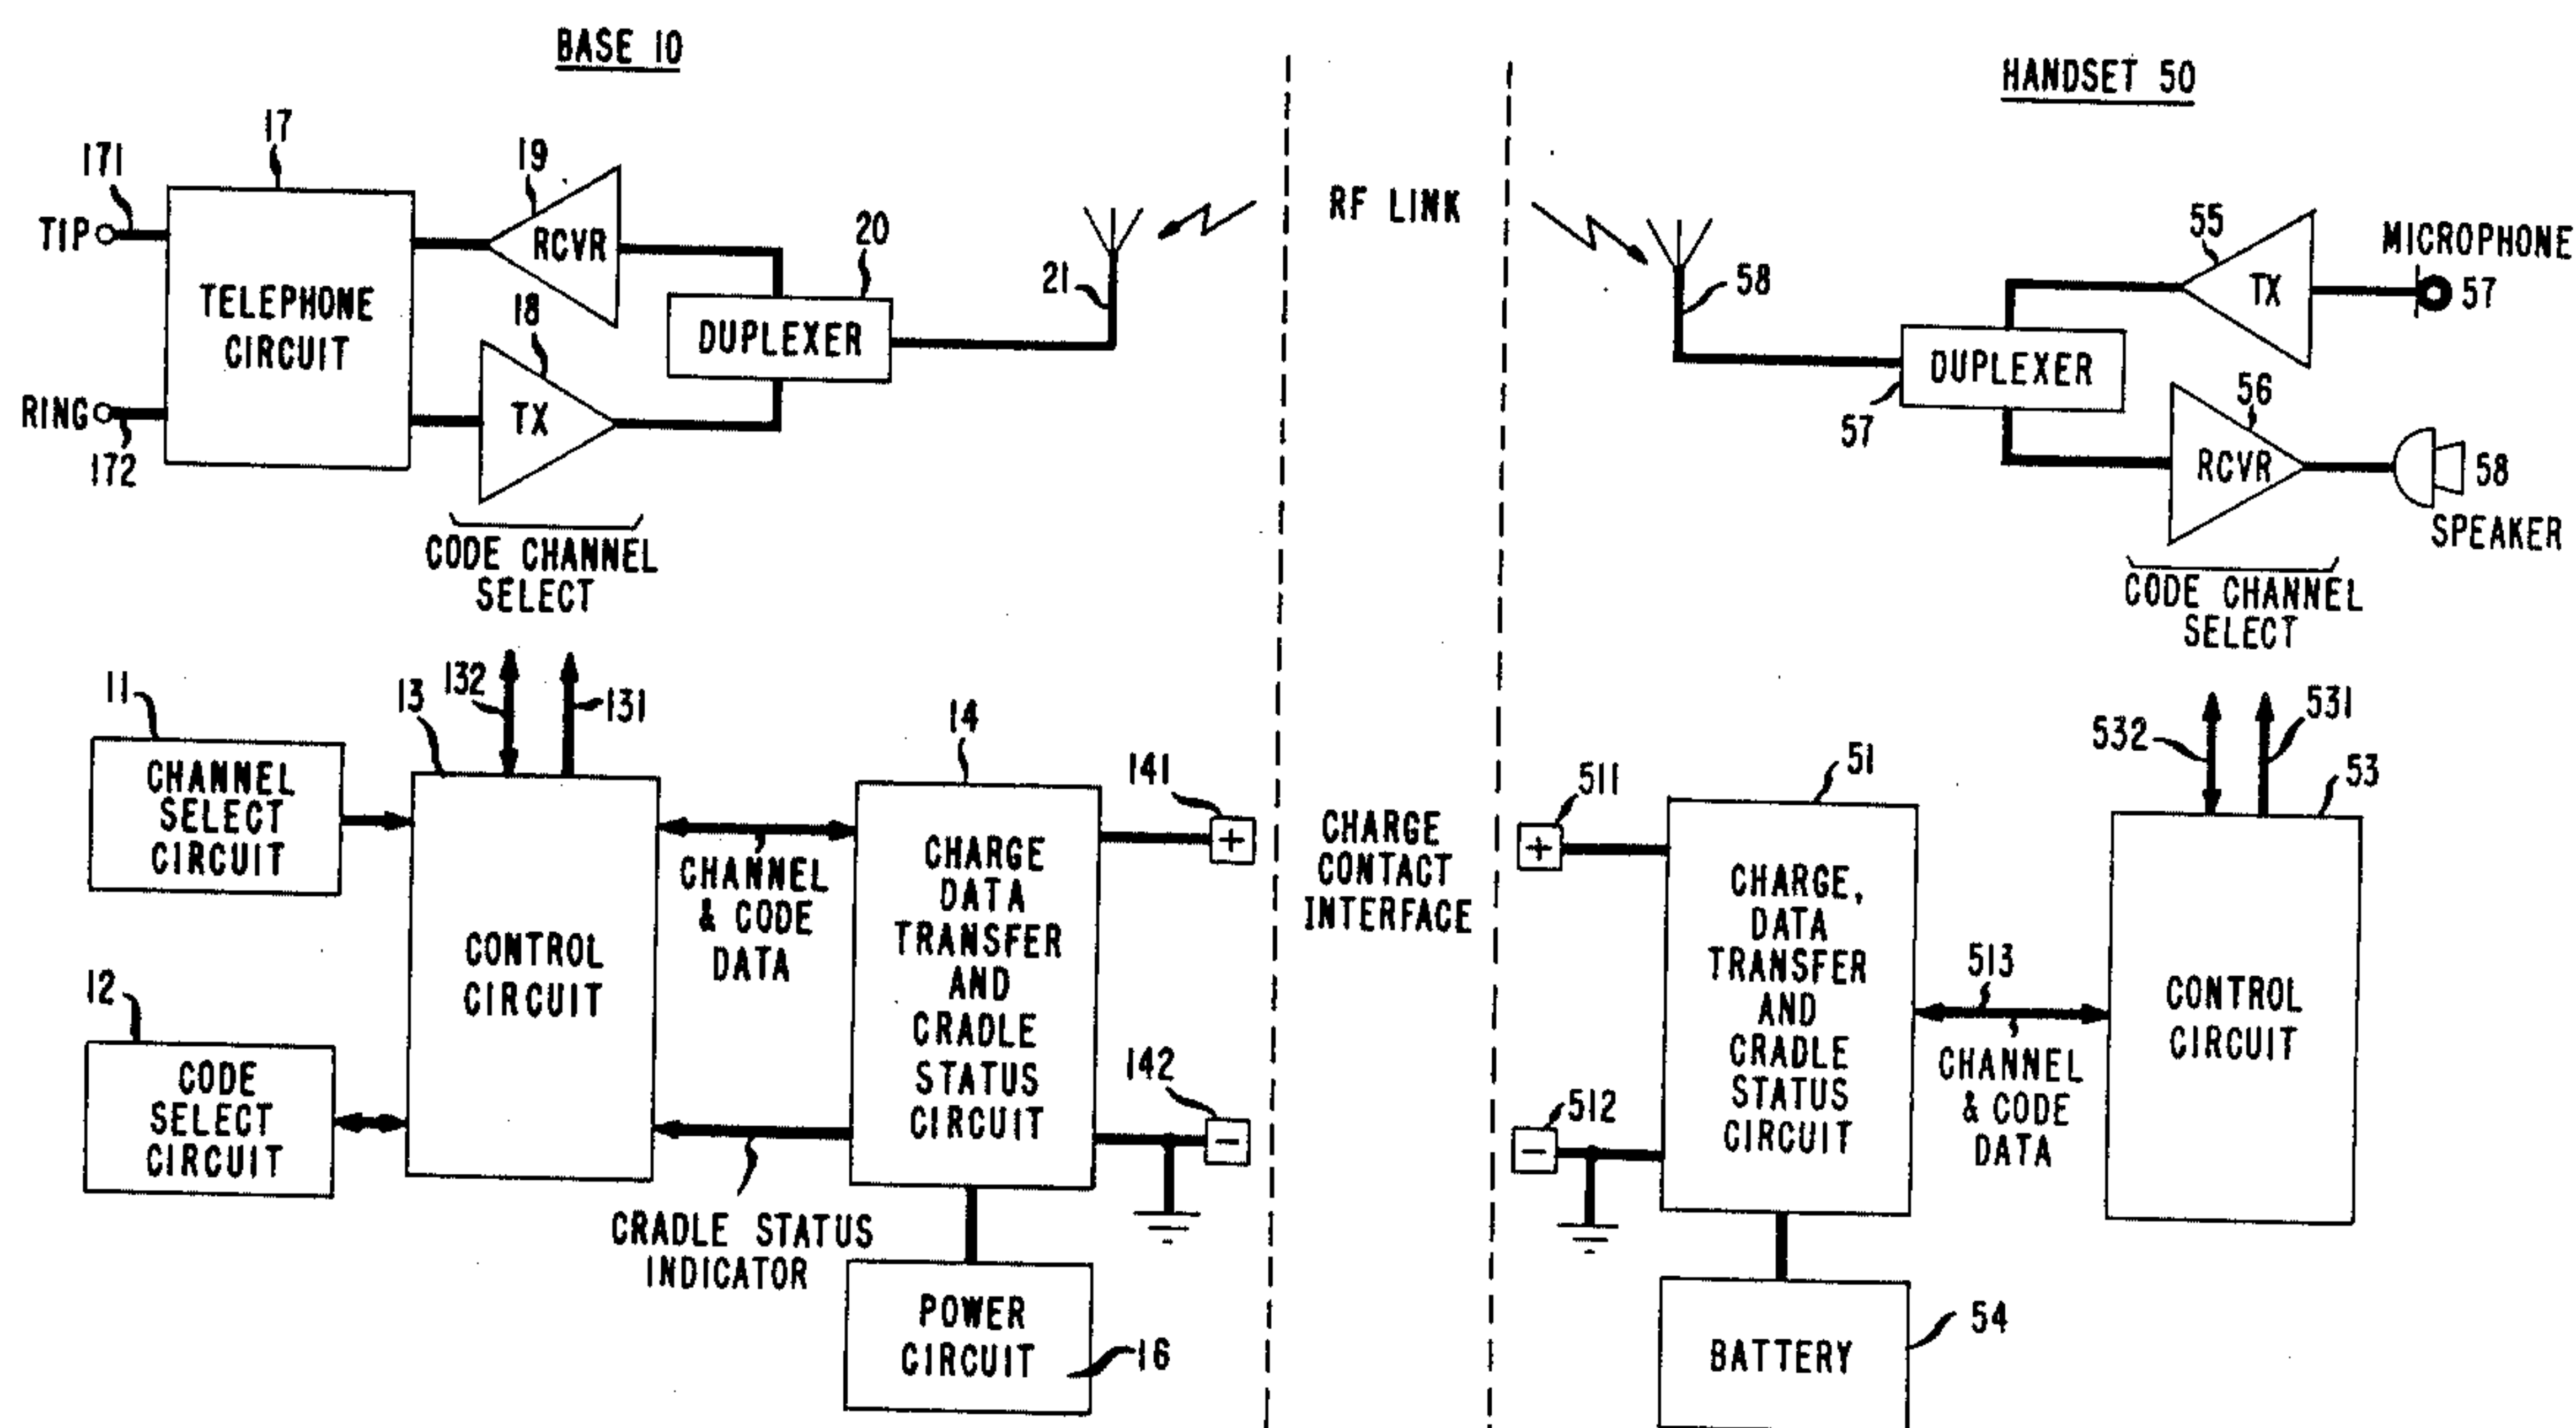 BASE 10
HANDSET 50
17
171
TIP
RING
172
TELEPHONE
CIRCUIT
19
RCVR
18
TX
20
DUPLEXER
21
CODE CHANNEL
SELECT
RF LINK
58
55
TX
MICROPHONE
57
DUPLEXER
57
56
RCVR
58
SPEAKER
CODE CHANNEL
SELECT
11
CHANNEL
SELECT
CIRCUIT
12
CODE
SELECT
CIRCUIT
13
132
131
CONTROL
CIRCUIT
CHANNEL
& CODE
DATA
CRADLE STATUS
INDICATOR
14
CHARGE
DATA
TRANSFER
AND
CRADLE
STATUS
CIRCUIT
141
+
142
−
POWER
CIRCUIT
16
CHARGE
CONTACT
INTERFACE
511
+
512
−
51
CHARGE,
DATA
TRANSFER
AND
CRADLE
STATUS
CIRCUIT
513
CHANNEL
& CODE
DATA
532
531
53
CONTROL
CIRCUIT
BATTERY
54